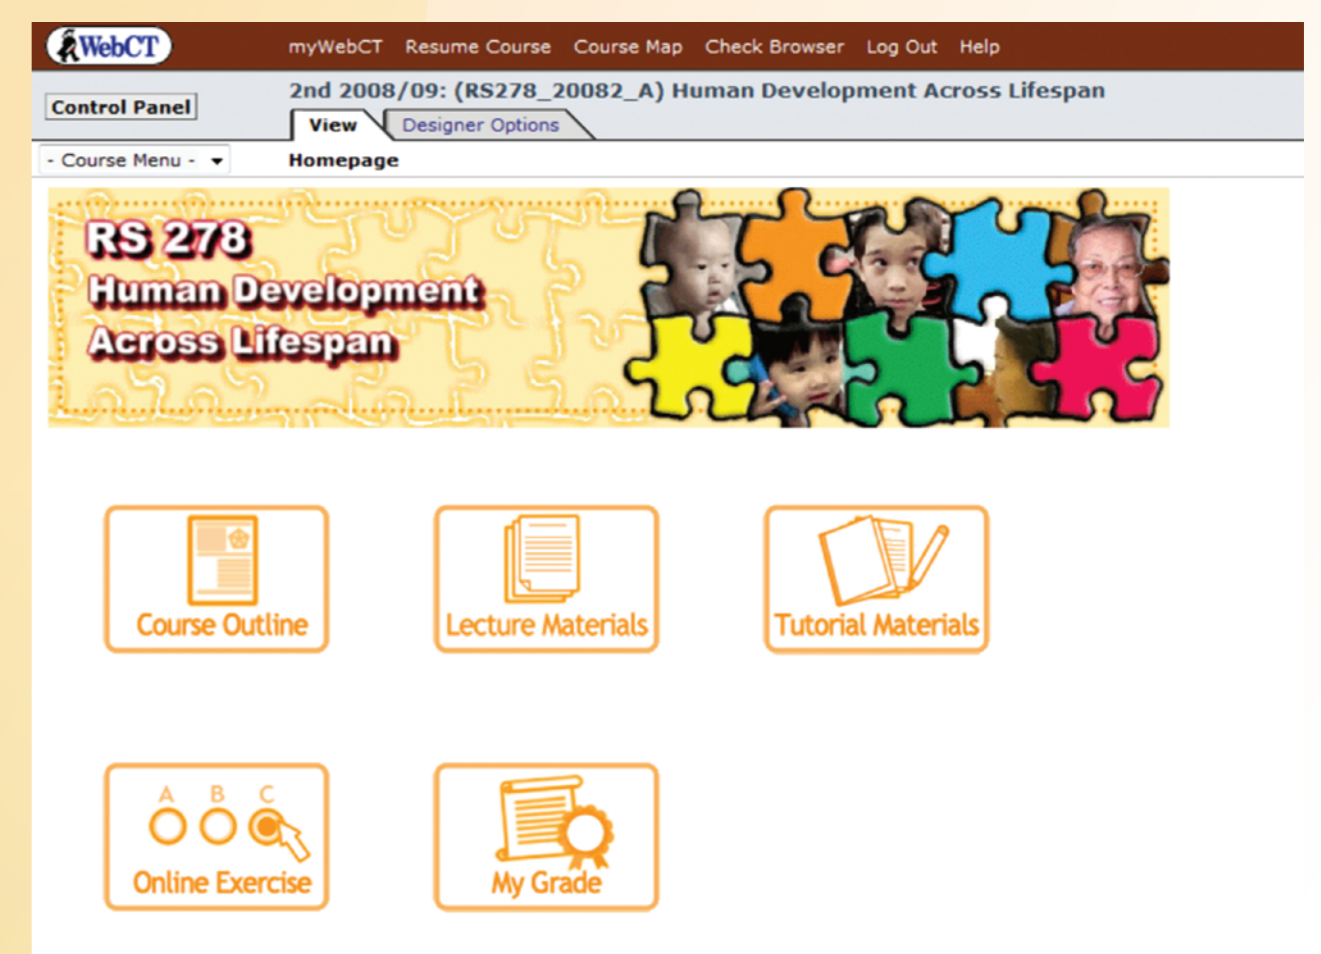 WebCT myWebCT Resume Course Course Map Check Browser Log Out Help
Control Panel
2nd 2008/09: (RS278_20082_A) Human Development Across Lifespan
View Designer Options
- Course Menu - Homepage
RS 278
Human Development
Across Lifespan
Course Outline
Lecture Materials
Tutorial Materials
A B C
Online Exercise
My Grade